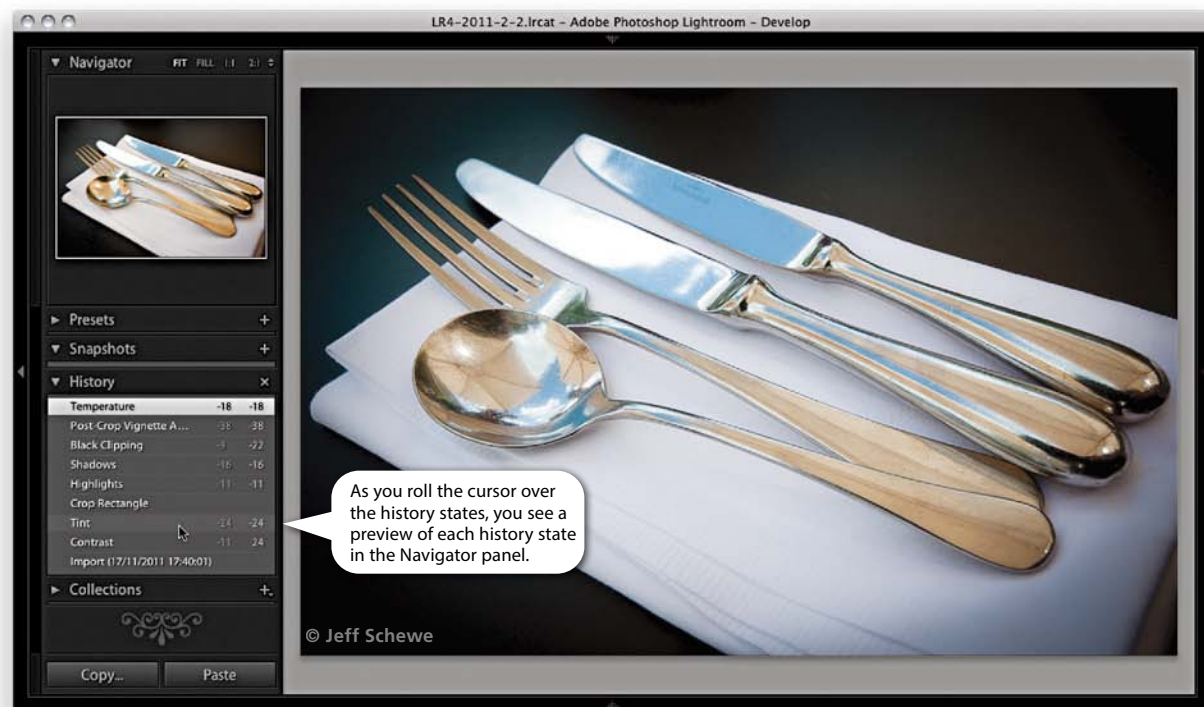 LR4-2011-2-2.lrcat – Adobe Photoshop Lightroom – Develop
Navigator FIT FILL 1:1 2:1
Presets
Snapshots
History
Temperature -18 -18
Post-Crop Vignette A... -38 -38
Black Clipping -22
Shadows -16 -16
Highlights -11 -11
Crop Rectangle
Tint -24 -24
Contrast -11 24
Import (17/11/2011 17:40:01)
Collections
Copy...
Paste
As you roll the cursor over
the history states, you see a
preview of each history state
in the Navigator panel.
© Jeff Schewe